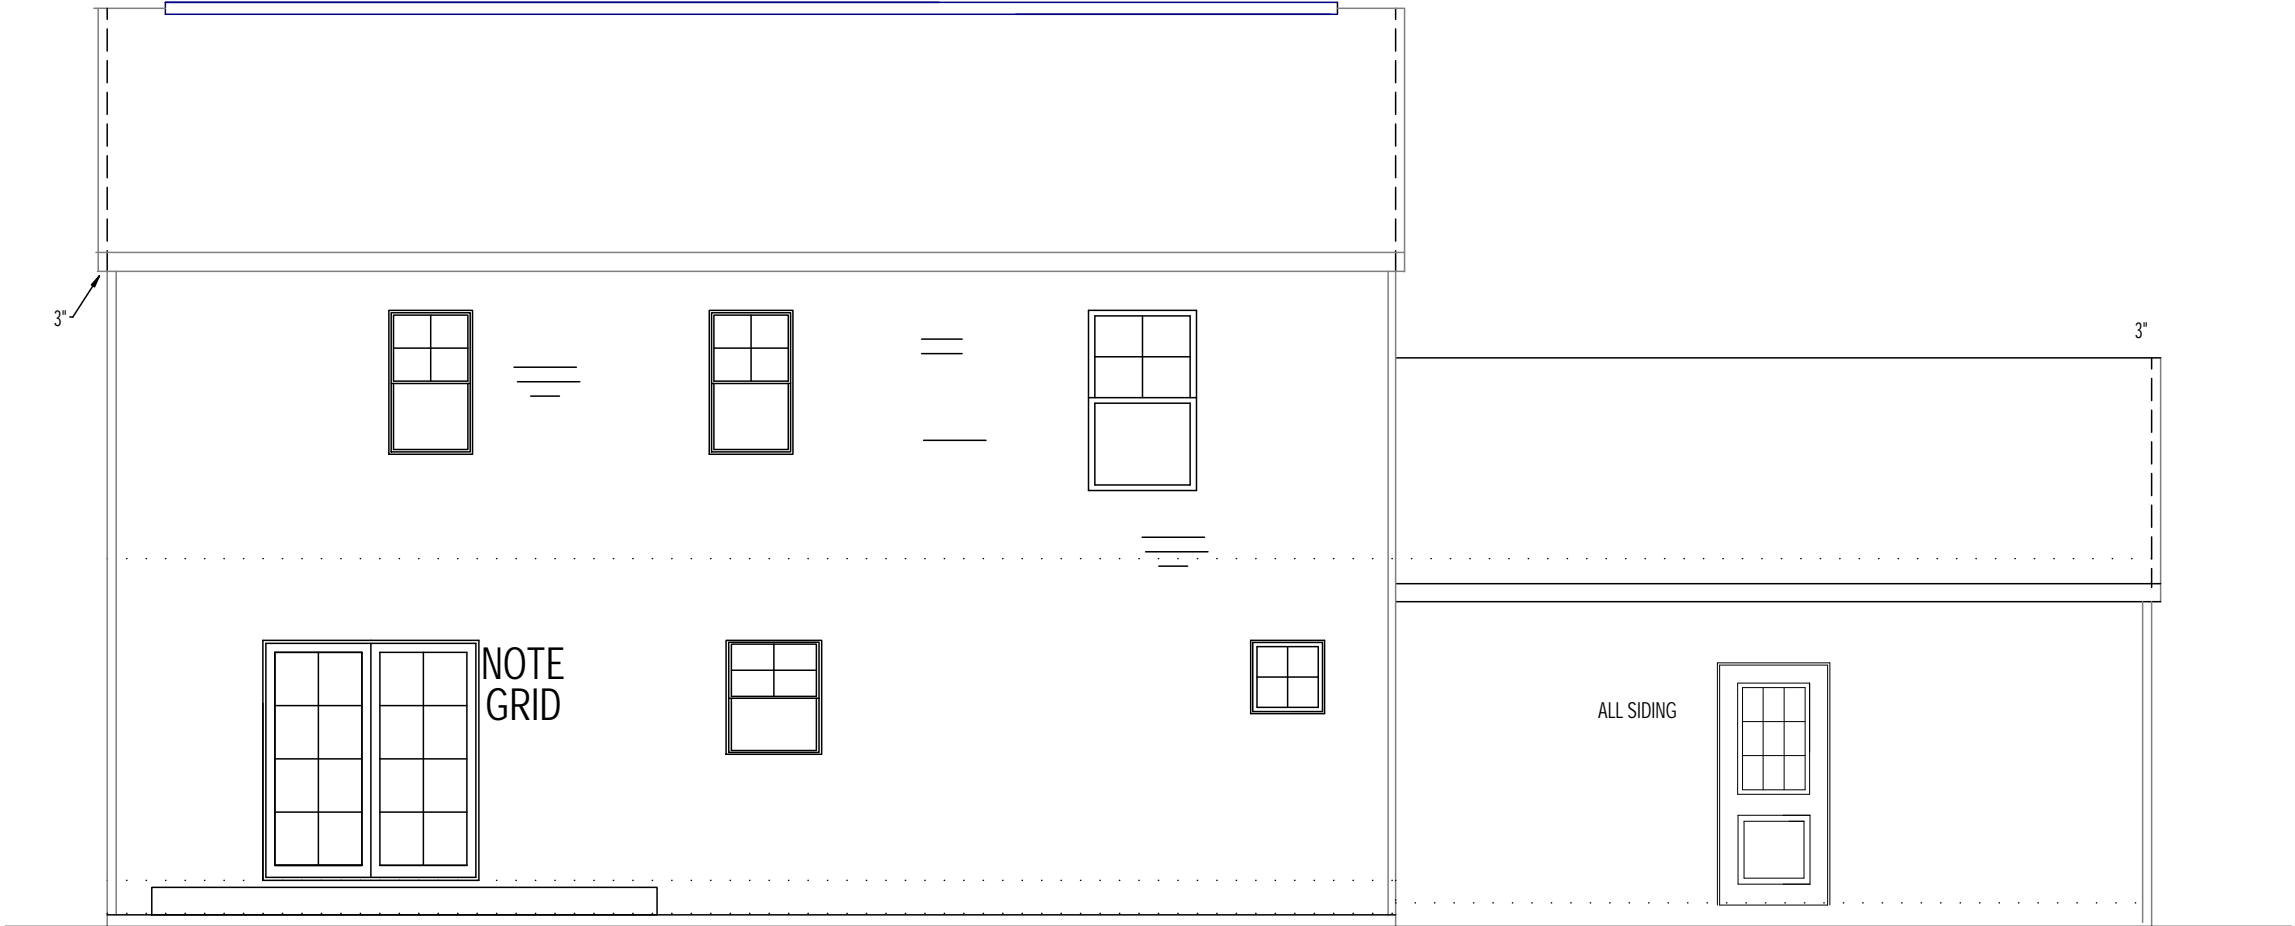 3"
3"
NOTE
GRID
ALL SIDING